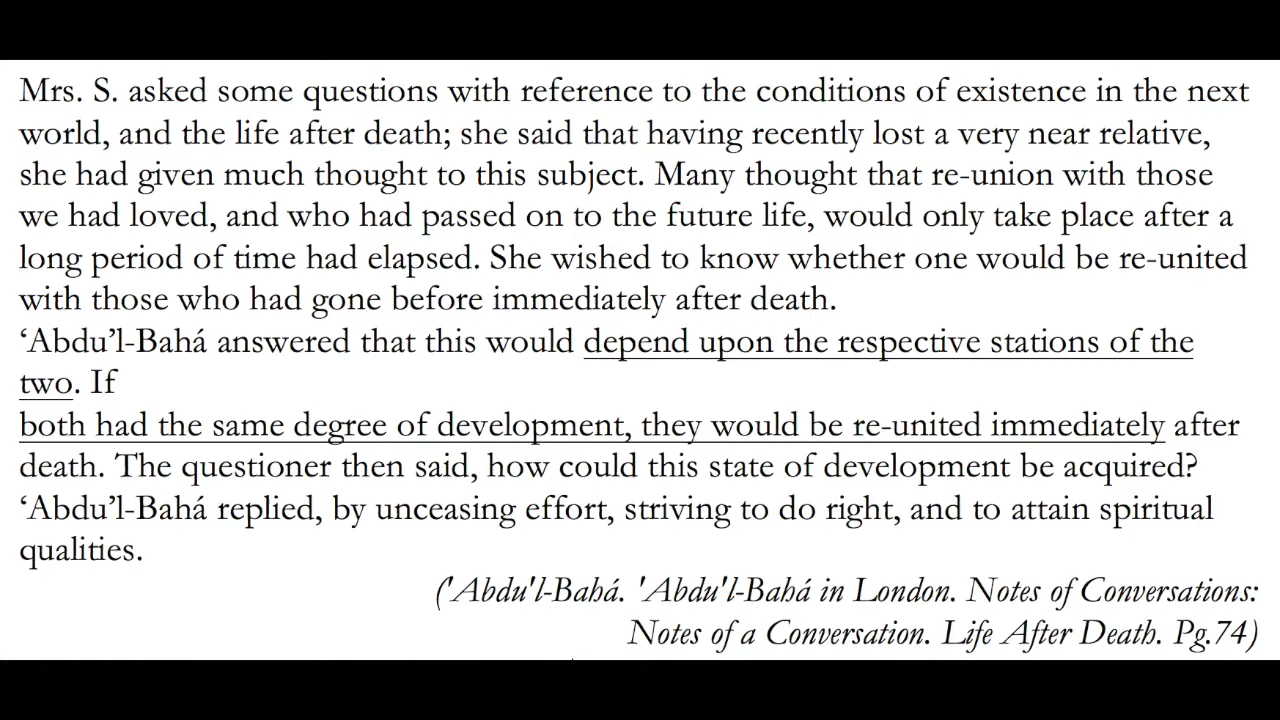 Mrs. S. asked some questions with reference to the conditions of existence in the next
world, and the life after death; she said that having recently lost a very near relative,
she had given much thought to this subject. Many thought that re-union with those
we had loved, and who had passed on to the future life, would only take place after a
long period of time had elapsed. She wished to know whether one would be re-united
with those who had gone before immediately after death.
‘Abdu’l-Bahá answered that this would depend upon the respective stations of the
two. If
both had the same degree of development, they would be re-united immediately after
death. The questioner then said, how could this state of development be acquired?
‘Abdu’l-Bahá replied, by unceasing effort, striving to do right, and to attain spiritual
qualities.
('Abdu'l-Bahá. 'Abdu'l-Bahá in London. Notes of Conversations:
Notes of a Conversation. Life After Death. Pg.74)